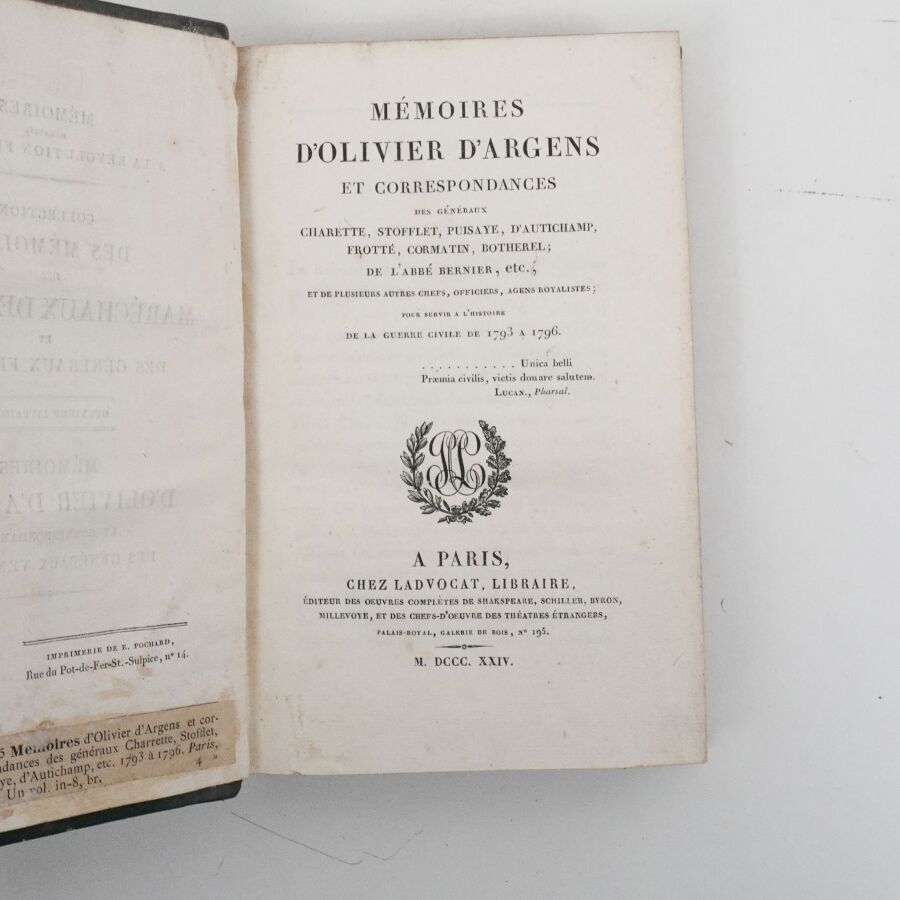 IMPRIMERIE DE E. POCHARD,
Rue du Pot-de-Fer-St.-Sulpice, nº 14.
5 Memoires d'Olivier d'Argens et cor-
dances des généraux Charrette, Stofflet,
ye, d'Autichamp, etc. 1793 à 1796. Paris,
Un vol. in-8, br. 4 »
MÉMOIRES
D'OLIVIER D'ARGENS
ET CORRESPONDANCES
DES GÉNÉRAUX
CHARETTE, STOFFLET, PUISAYE, D'AUTICHAMP,
FROTTÉ, CORMATIN, BOTHEREL;
DE L'ABBÉ BERNIER, etc.,
ET DE PLUSIEURS AUTRES CHEFS, OFFICIERS, AGENS ROYALISTES;
POUR SERVIR A L'HISTOIRE
DE LA GUERRE CIVILE DE 1793 A 1796.
. . . . . . . . . . . Unica belli
Præmia civilis, victis donare salutem.
LUCAN., Pharsal.
A PARIS,
CHEZ LADVOCAT, LIBRAIRE,
ÉDITEUR DES OEUVRES COMPLÈTES DE SHAKSPEARE, SCHILLER, BYRON,
MILLEVOYE, ET DES CHEFS-D'OEUVRE DES THÉATRES ÉTRANGERS,
PALAIS-ROYAL, GALERIE DE BOIS, Nº 195.
M. DCCC. XXIV.